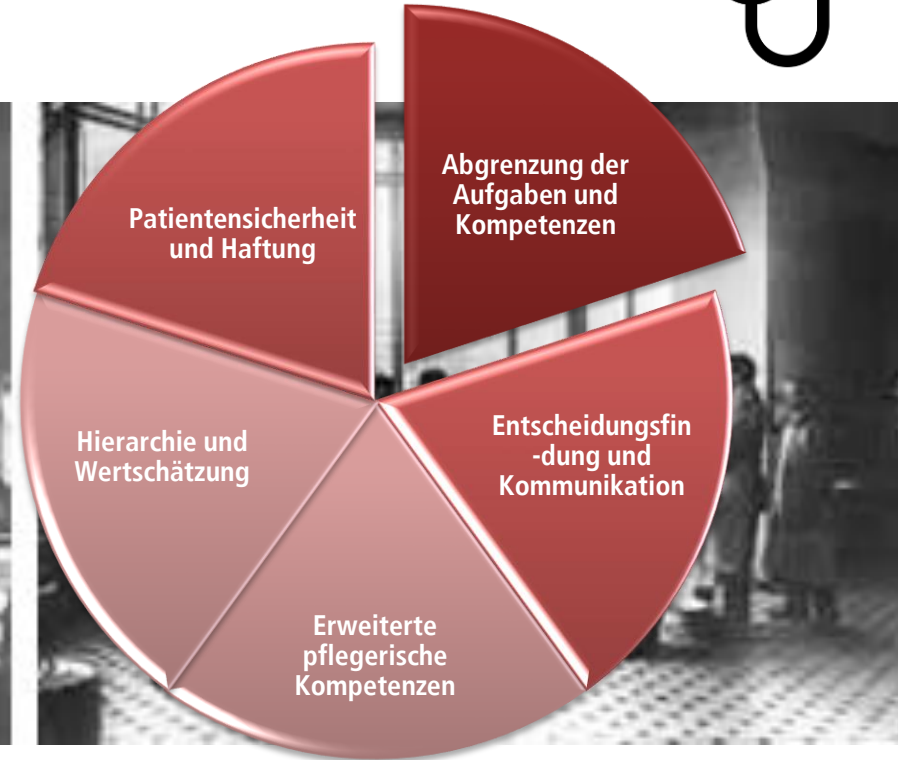 Abgrenzung der
Aufgaben und
Kompetenzen
Entscheidungsfin
-dung und
Kommunikation
Erweiterte
pflegerische
Kompetenzen
Hierarchie und
Wertschätzung
Patientensicherheit
und Haftung